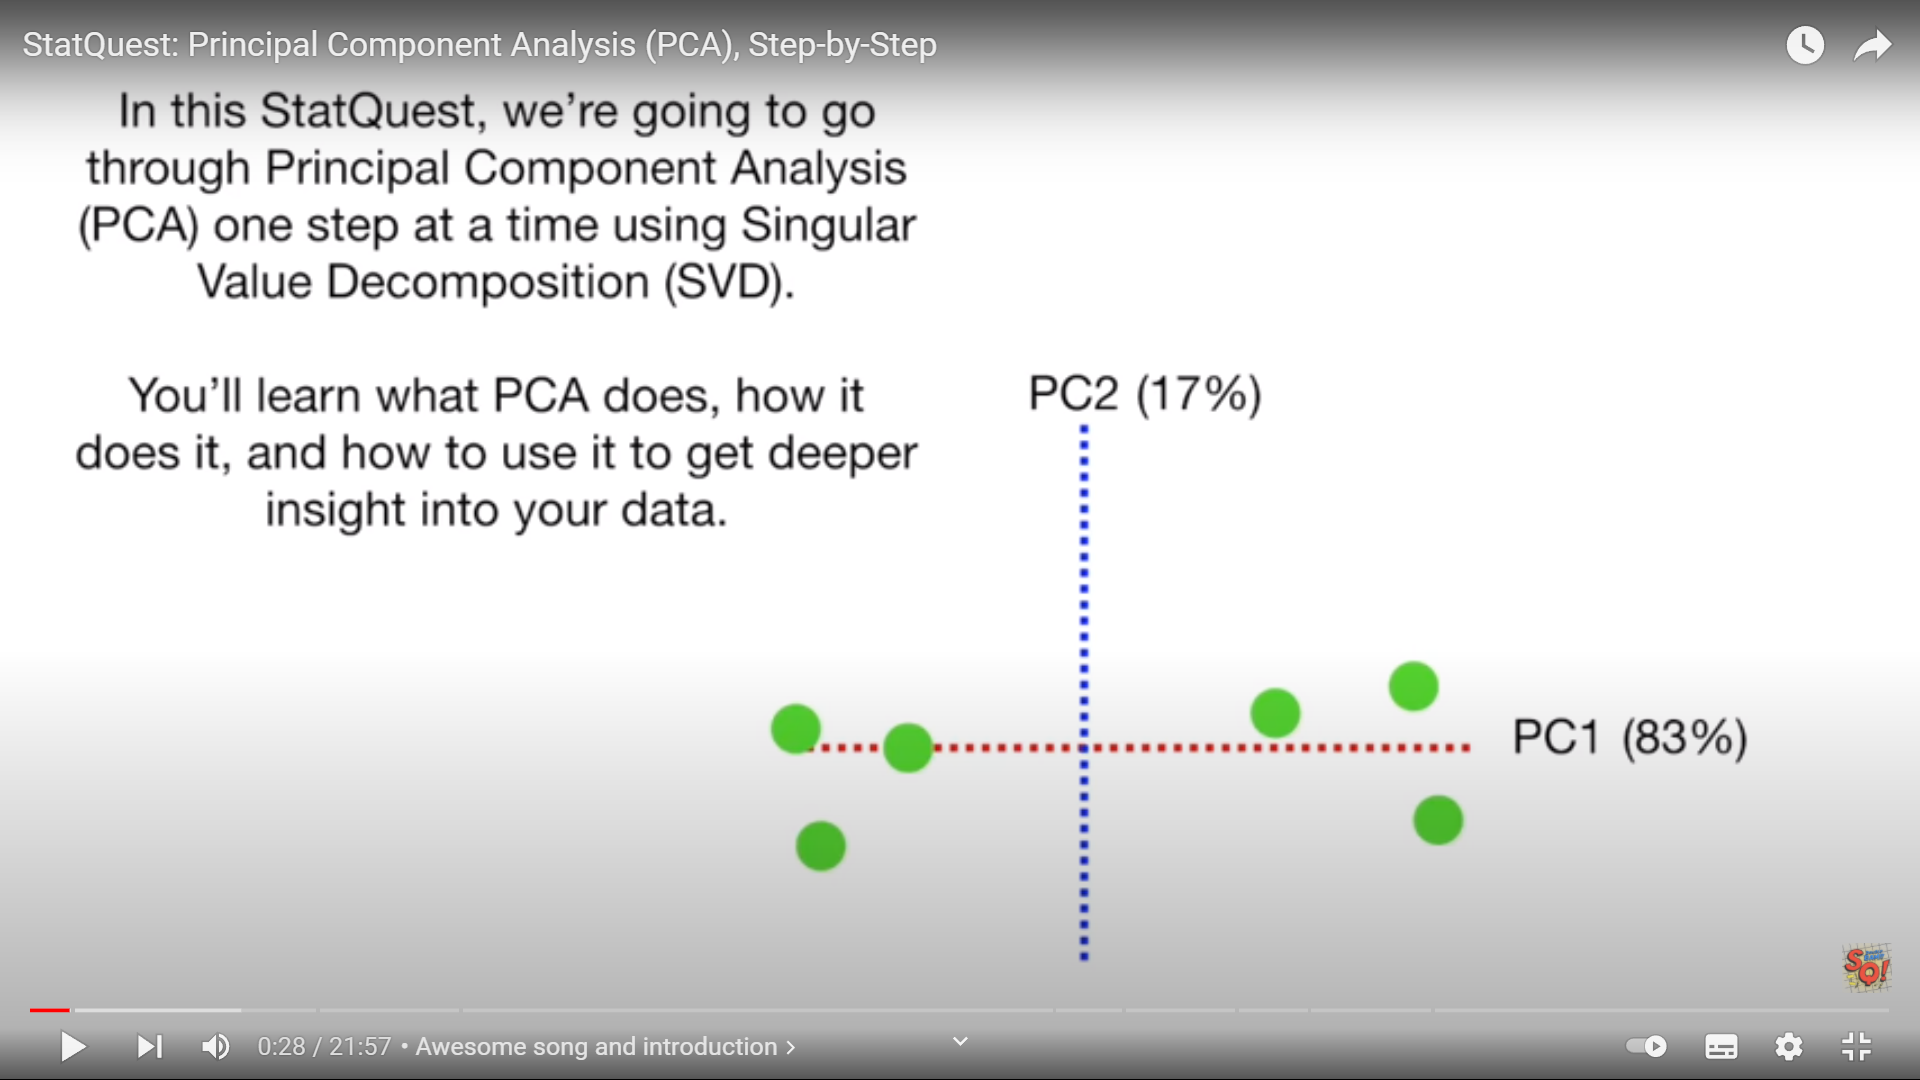 StatQuest: Principal Component Analysis (PCA), Step-by-Step
In this StatQuest, we’re going to go
through Principal Component Analysis
(PCA) one step at a time using Singular
Value Decomposition (SVD).
You’ll learn what PCA does, how it
does it, and how to use it to get deeper
insight into your data.
PC2 (17%)
PC1 (83%)
SQ!
0:28 / 21:57 • Awesome song and introduction